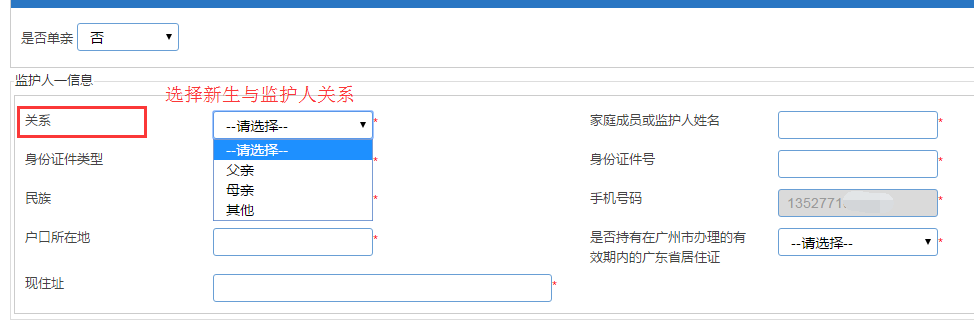 是否单亲 否
监护人一信息
选择新生与监护人关系
关系 --请选择-- * 家庭成员或监护人姓名 *
--请选择--
身份证件类型 * 身份证件号 *
父亲
母亲
民族 * 手机号码 1352771. *
其他
户口所在地 * 是否持有在广州市办理的有
效期内的广东省居住证 --请选择-- *
现住址 *